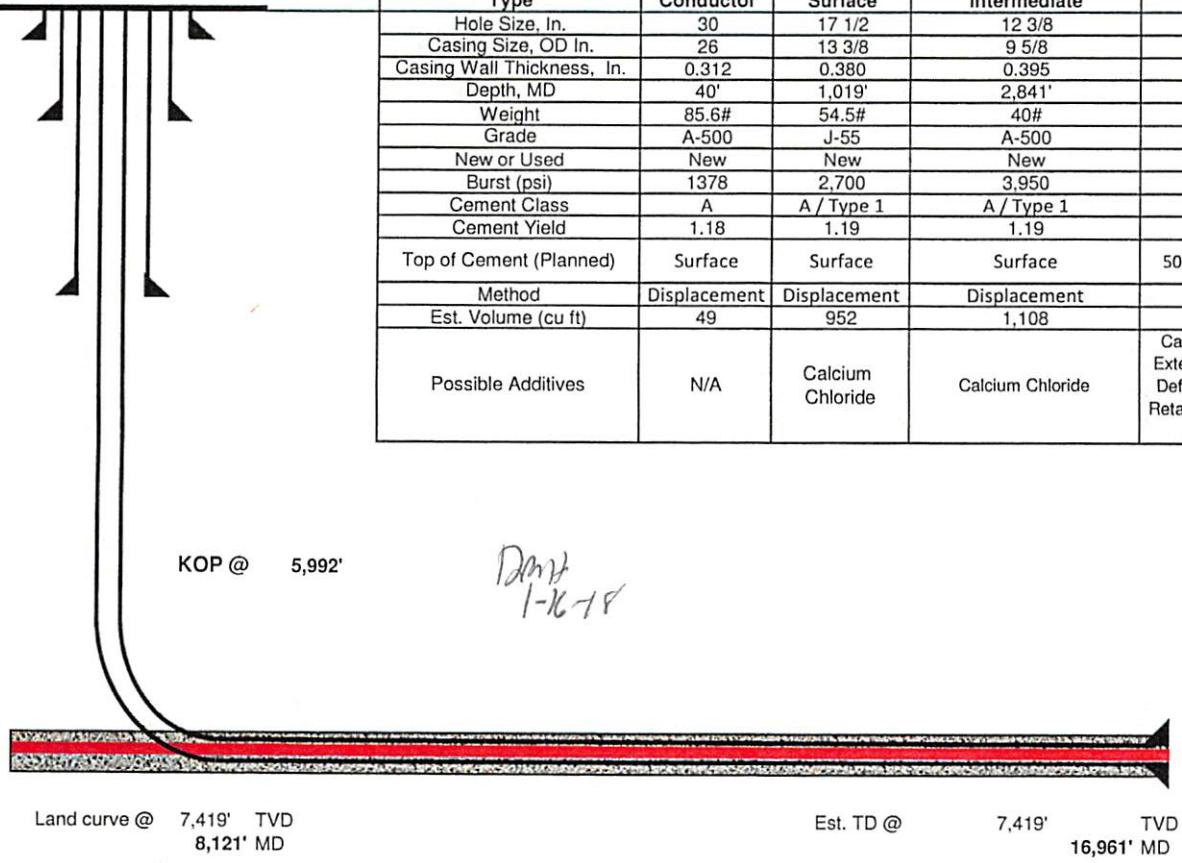 Type Conductor Surface Intermediate
Hole Size, In. 30 17 1/2 12 3/8
Casing Size, OD In. 26 13 3/8 9 5/8
Casing Wall Thickness, In. 0.312 0.380 0.395
Depth, MD 40' 1,019' 2,841'
Weight 85.6# 54.5# 40#
Grade A-500 J-55 A-500
New or Used New New New
Burst (psi) 1378 2,700 3,950
Cement Class A A / Type 1 A / Type 1
Cement Yield 1.18 1.19 1.19
Top of Cement (Planned) Surface Surface Surface 50
Method Displacement Displacement Displacement
Est. Volume (cu ft) 49 952 1,108
Possible Additives N/A Calcium Chloride Calcium Chloride
KOP @ 5,992'
1-16-18
Land curve @ 7,419' TVD
8,121' MD
Est. TD @ 7,419' TVD
16,961' MD